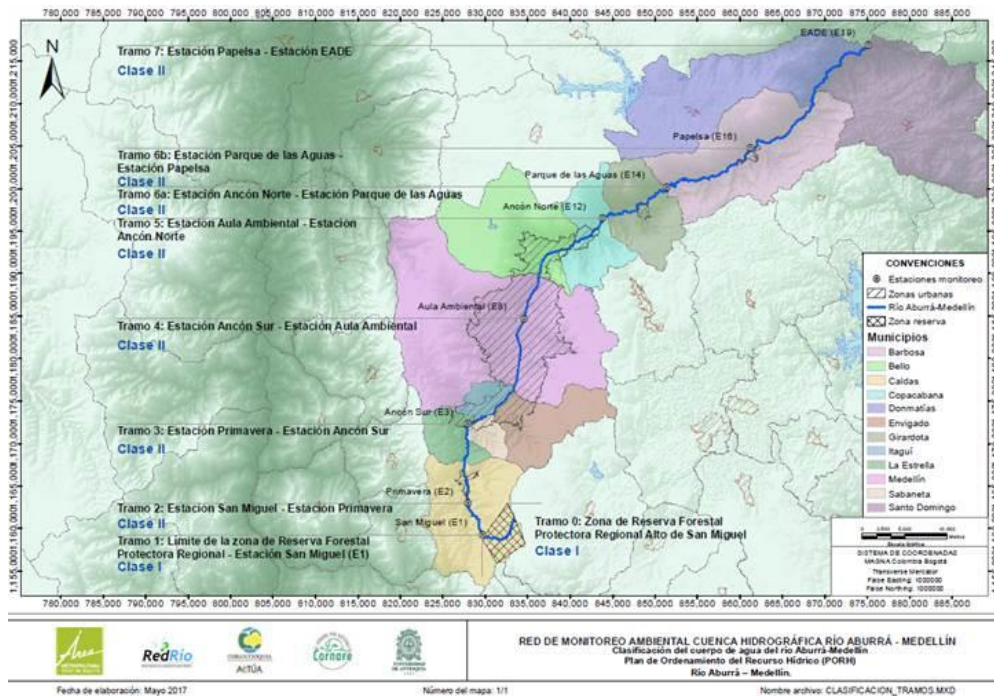 780,000 785,000 790,000 795,000 800,000 805,000 810,000 815,000 820,000 825,000 830,000 835,000 840,000 845,000 850,000 855,000 860,000 865,000 870,000 875,000 880,000 885,000
N
EADE (E19)
Tramo 7: Estación Papelsa - Estación EADE
Clase II
Papelsa (E16)
Tramo 6b: Estación Parque de las Aguas -
Estación Papelsa
Clase II
Parque de las Aguas (E14)
Tramo 6a: Estación Ancón Norte - Estación Parque de las Aguas
Clase II
Ancón Norte (E12)
Tramo 5: Estación Aula Ambiental - Estación
Ancón Norte
Clase II
Aula Ambiental (E8)
Tramo 4: Estación Ancón Sur - Estación Aula Ambiental
Clase II
Ancón Sur (E3)
Tramo 3: Estación Primavera - Estación Ancón Sur
Clase II
Primavera (E2)
Tramo 2: Estación San Miguel - Estación Primavera
Clase II
San Miguel (E1)
Tramo 1: Límite de la zona de Reserva Forestal
Protectora Regional - Estación San Miguel (E1)
Clase I
Tramo 0: Zona de Reserva Forestal
Protectora Regional Alto de San Miguel
Clase I
CONVENCIONES
Estaciones monitoreo
Zonas urbanas
Río Aburrá-Medellín
Zona reserva
Municipios
Barbosa
Bello
Caldas
Copacabana
Donmatías
Envigado
Girardota
Itagüí
La Estrella
Medellín
Sabaneta
Santo Domingo
SISTEMA DE COORDENADAS
MAGNA Colombia Bogotá
Transverse Mercator
False Easting: 1000000
False Northing: 1000000
780,000 785,000 790,000 795,000 800,000 805,000 810,000 815,000 820,000 825,000 830,000 835,000 840,000 845,000 850,000 855,000 860,000 865,000 870,000 875,000 880,000 885,000
Área
METROPOLITANA
RedRío
CORANTIOQUIA
ACTÚA
Cornare
UNIVERSIDAD
DE ANTIOQUIA
RED DE MONITOREO AMBIENTAL CUENCA HIDROGRÁFICA RÍO ABURRÁ - MEDELLÍN
Clasificación del cuerpo de agua del río Aburrá-Medellín
Plan de Ordenamiento del Recurso Hídrico (PORH)
Río Aburrá – Medellín.
Fecha de elaboración: Mayo 2017
Número del mapa: 1/1
Nombre archivo: CLASIFICACION_TRAMOS.MXD